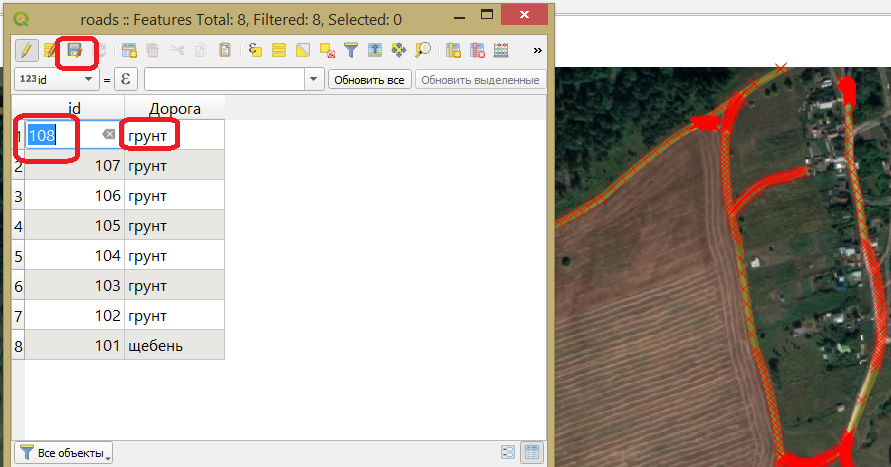 roads :: Features Total: 8, Filtered: 8, Selected: 0
123 id = ε Обновить все Обновить выделенные
id Дорога
1 108 грунт
2 107 грунт
3 106 грунт
4 105 грунт
5 104 грунт
6 103 грунт
7 102 грунт
8 101 щебень
Все объекты